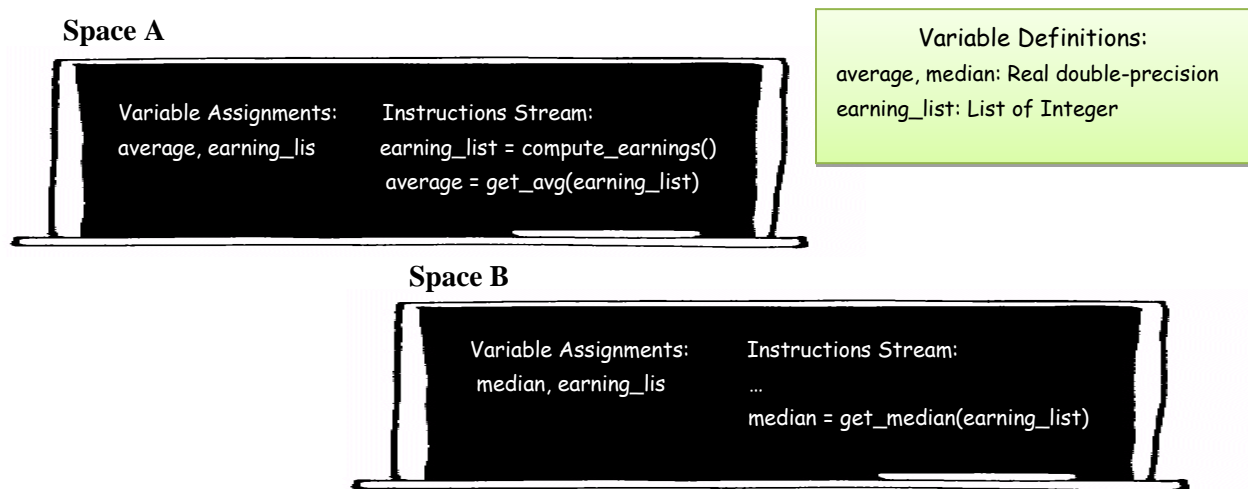 Space A
Variable Definitions:
average, median: Real double-precision
earning_list: List of Integer
Variable Assignments: Instructions Stream:
average, earning_lis earning_list = compute_earnings()
average = get_avg(earning_list)
Space B
Variable Assignments: Instructions Stream:
median, earning_lis …
median = get_median(earning_list)